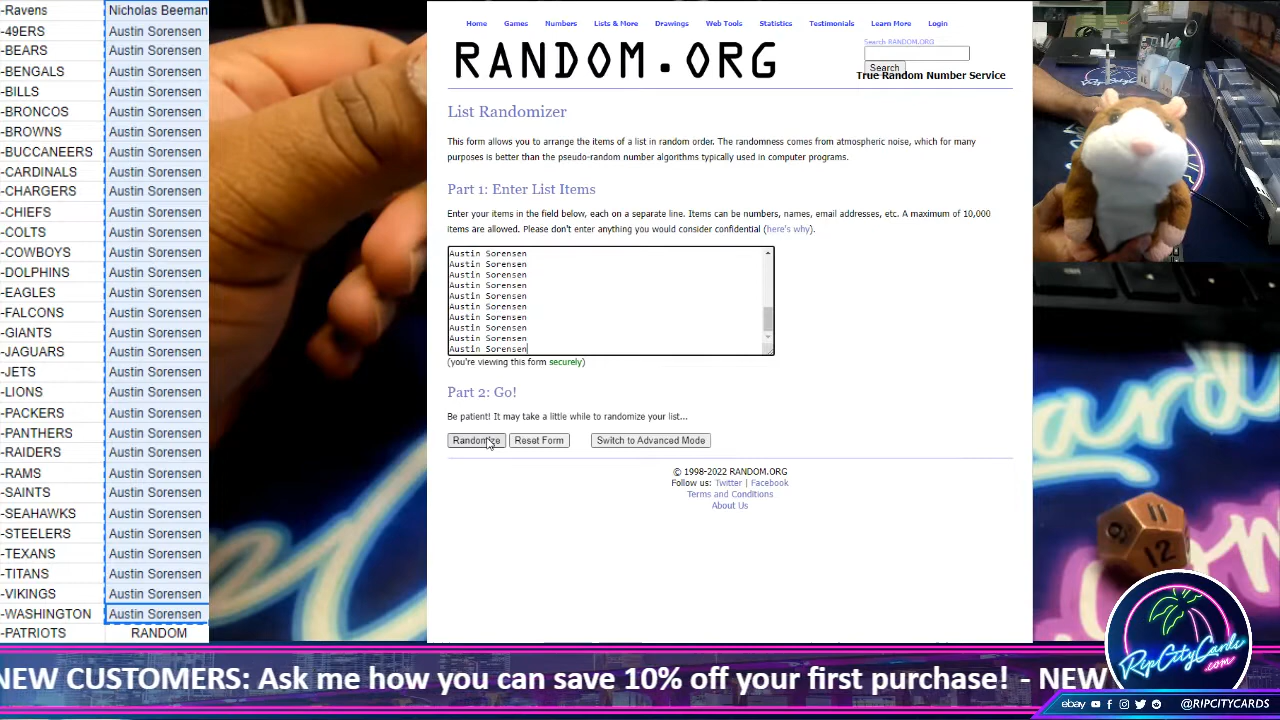 -Ravens Nicholas Beeman
-49ERS Austin Sorensen
-BEARS Austin Sorensen
-BENGALS Austin Sorensen
-BILLS Austin Sorensen
-BRONCOS Austin Sorensen
-BROWNS Austin Sorensen
-BUCCANEERS Austin Sorensen
-CARDINALS Austin Sorensen
-CHARGERS Austin Sorensen
-CHIEFS Austin Sorensen
-COLTS Austin Sorensen
-COWBOYS Austin Sorensen
-DOLPHINS Austin Sorensen
-EAGLES Austin Sorensen
-FALCONS Austin Sorensen
-GIANTS Austin Sorensen
-JAGUARS Austin Sorensen
-JETS Austin Sorensen
-LIONS Austin Sorensen
-PACKERS Austin Sorensen
-PANTHERS Austin Sorensen
-RAIDERS Austin Sorensen
-RAMS Austin Sorensen
-SAINTS Austin Sorensen
-SEAHAWKS Austin Sorensen
-STEELERS Austin Sorensen
-TEXANS Austin Sorensen
-TITANS Austin Sorensen
-VIKINGS Austin Sorensen
-WASHINGTON Austin Sorensen
-PATRIOTS RANDOM
Home Games Numbers Lists & More Drawings Web Tools Statistics Testimonials Learn More Login
RANDOM.ORG
Search RANDOM.ORG
Search
True Random Number Service
List Randomizer
This form allows you to arrange the items of a list in random order. The randomness comes from atmospheric noise, which for many
purposes is better than the pseudo-random number algorithms typically used in computer programs.
Part 1: Enter List Items
Enter your items in the field below, each on a separate line. Items can be numbers, names, email addresses, etc. A maximum of 10,000
items are allowed. Please don't enter anything you would consider confidential (here's why).
Austin Sorensen
Austin Sorensen
Austin Sorensen
Austin Sorensen
Austin Sorensen
Austin Sorensen
Austin Sorensen
Austin Sorensen
Austin Sorensen
Austin Sorensen
(you're viewing this form securely)
Part 2: Go!
Be patient! It may take a little while to randomize your list...
Randomize Reset Form Switch to Advanced Mode
© 1998-2022 RANDOM.ORG
Follow us: Twitter | Facebook
Terms and Conditions
About Us
11
9
12
RipCityCards
.com
NEW CUSTOMERS: Ask me how you can save 10% off your first purchase! - NEW
ebay @RIPCITYCARDS